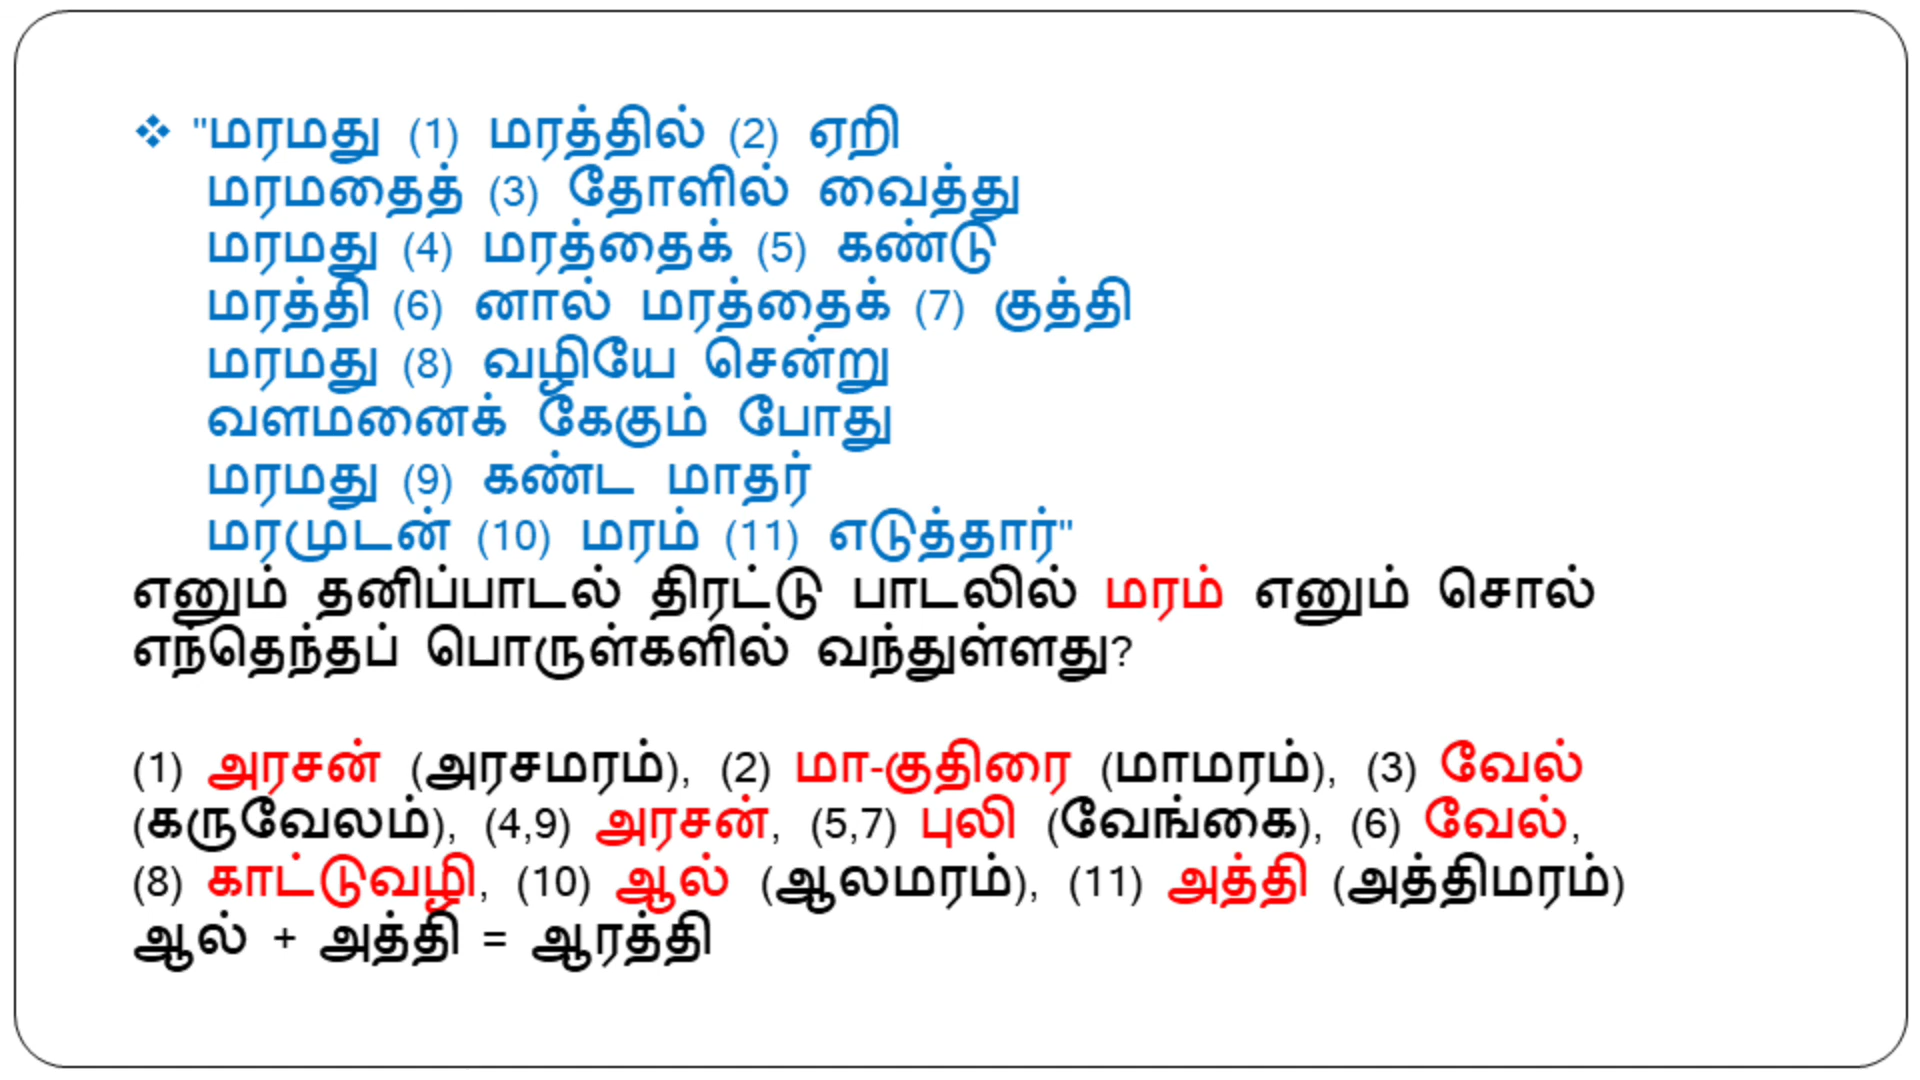 ❖ "மரமது (1) மரத்தில் (2) ஏறி
மரமதைத் (3) தோளில் வைத்து
மரமது (4) மரத்தைக் (5) கண்டு
மரத்தி (6) னால் மரத்தைக் (7) குத்தி
மரமது (8) வழியே சென்று
வளமனைக் கேகும் போது
மரமது (9) கண்ட மாதர்
மரமுடன் (10) மரம் (11) எடுத்தார்"
எனும் தனிப்பாடல் திரட்டு பாடலில் மரம் எனும் சொல்
எந்தெந்தப் பொருள்களில் வந்துள்ளது?
(1) அரசன் (அரசமரம்), (2) மா-குதிரை (மாமரம்), (3) வேல்
(கருவேலம்), (4,9) அரசன், (5,7) புலி (வேங்கை), (6) வேல்,
(8) காட்டுவழி, (10) ஆல் (ஆலமரம்), (11) அத்தி (அத்திமரம்)
ஆல் + அத்தி = ஆரத்தி